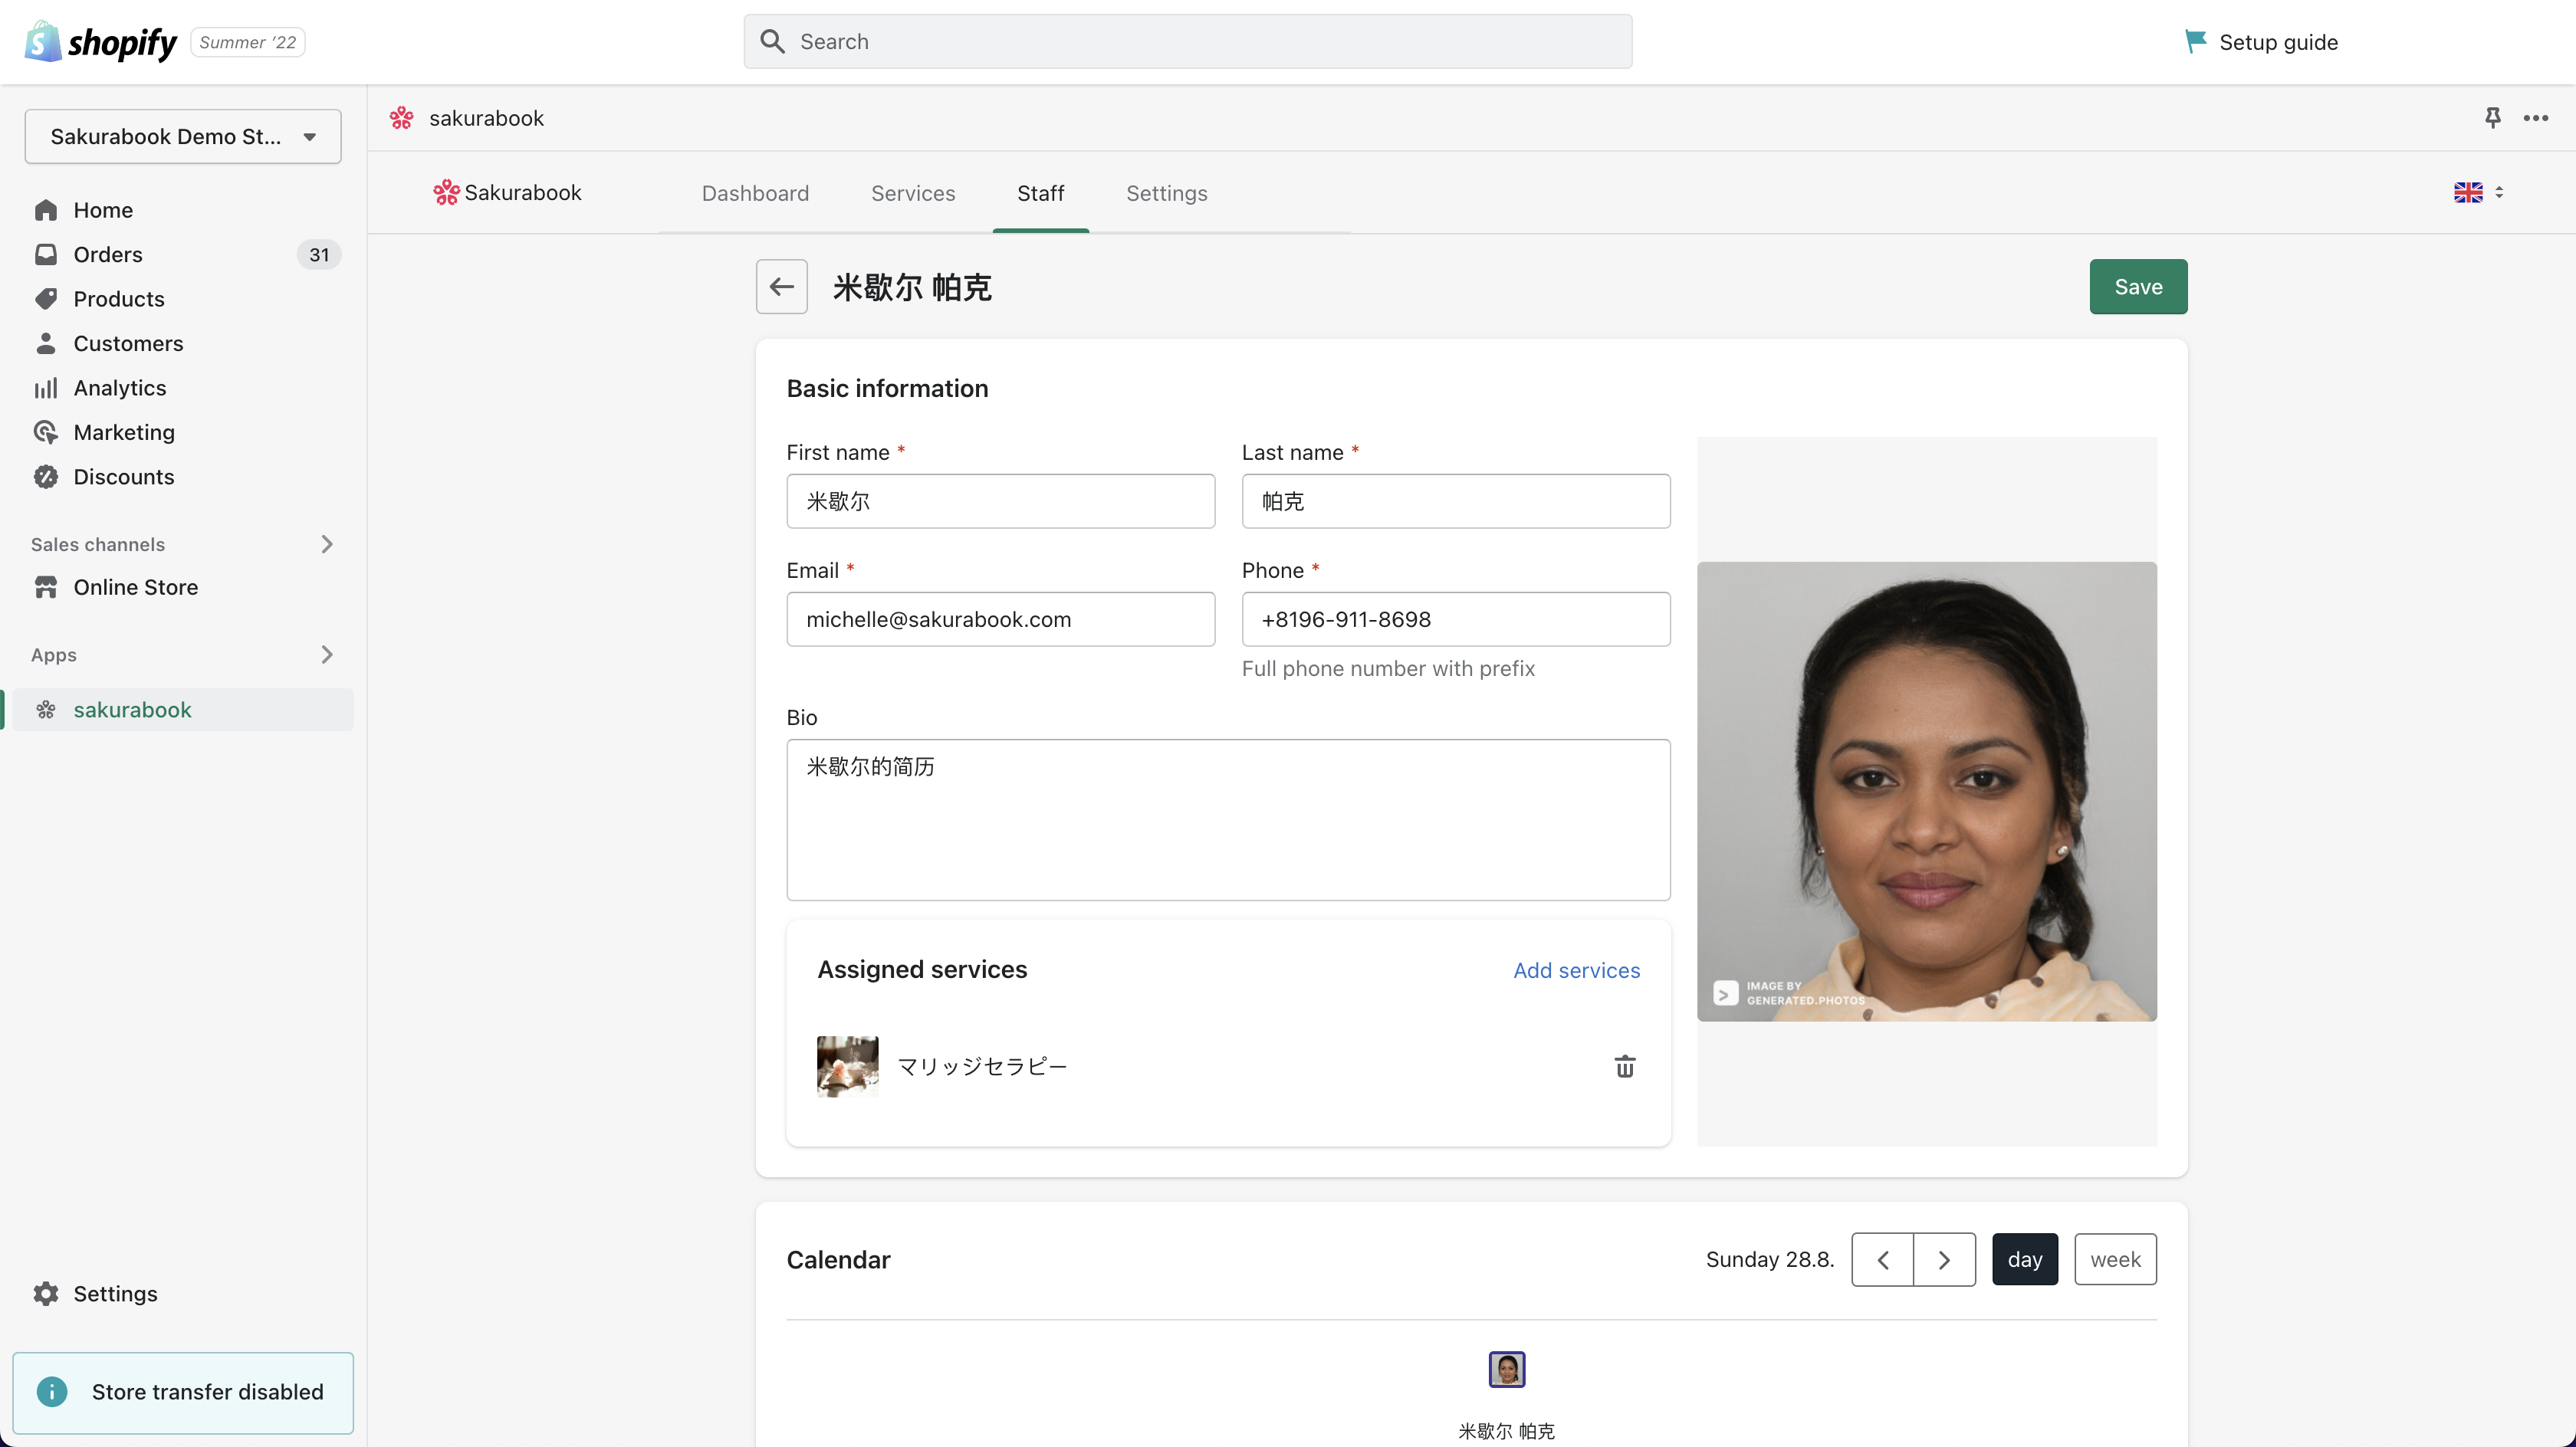 shopify
Summer ’22
Search
Setup guide
Sakurabook Demo St...
Home
Orders
31
Products
Customers
Analytics
Marketing
Discounts
Sales channels
Online Store
Apps
sakurabook
Settings
Store transfer disabled
sakurabook
Sakurabook
Dashboard
Services
Staff
Settings
米歇尔 帕克
Save
Basic information
First name *
Last name *
米歇尔
帕克
Email *
Phone *
michelle@sakurabook.com
+8196-911-8698
Full phone number with prefix
Bio
米歇尔的简历
IMAGE BY
GENERATED.PHOTOS
Assigned services
Add services
マリッジセラピー
Calendar
Sunday 28.8.
day
week
米歇尔 帕克